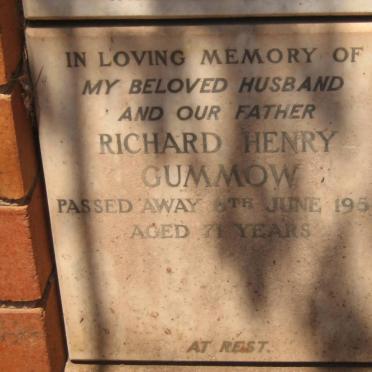 IN LOVING MEMORY OF
MY BELOVED HUSBAND
AND OUR FATHER
RICHARD HENRY
GUMMOW
PASSED AWAY 6TH JUNE 195
AGED 71 YEARS
AT REST.